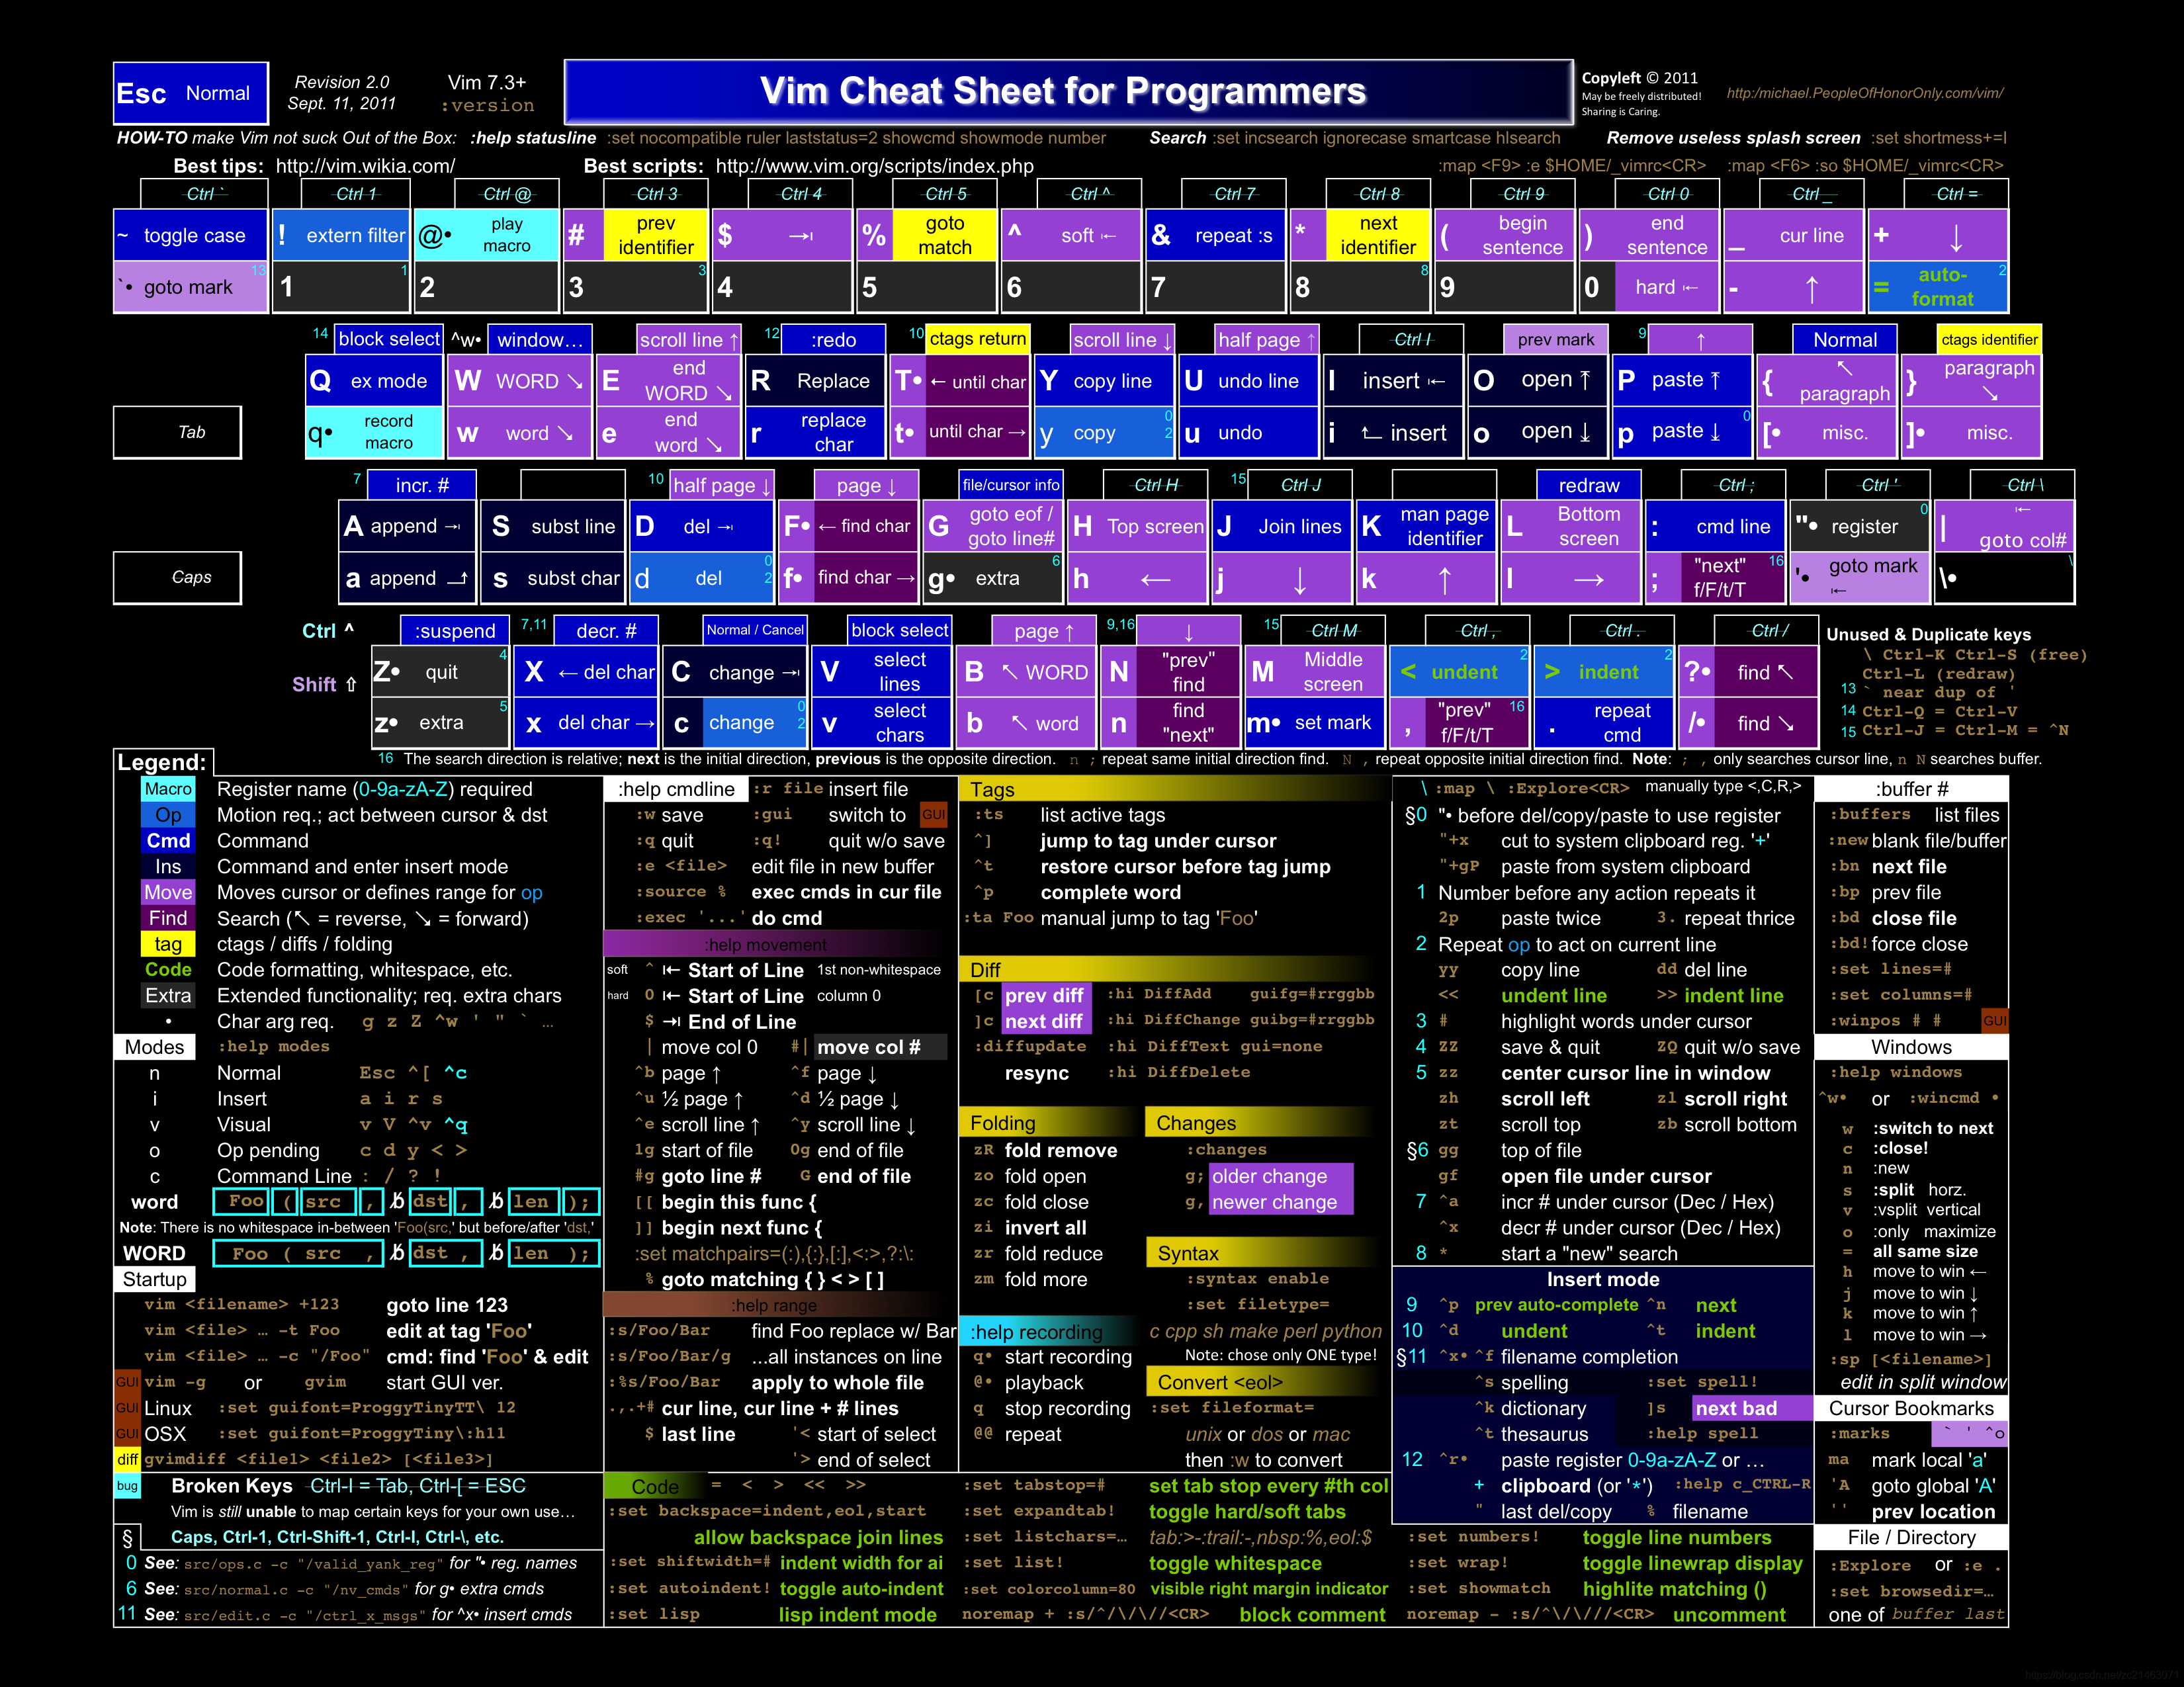 Esc Normal
Revision 2.0
Sept. 11, 2011
Vim 7.3+
:version
Vim Cheat Sheet for Programmers
Copyleft © 2011
May be freely distributed!
Sharing is Caring.
http:/michael.PeopleOfHonorOnly.com/vim/
HOW-TO make Vim not suck Out of the Box: :help statusline :set nocompatible ruler laststatus=2 showcmd showmode number Search :set incsearch ignorecase smartcase hlsearch Remove useless splash screen :set shortmess+=I
Best tips: http://vim.wikia.com/ Best scripts: http://www.vim.org/scripts/index.php :map <F9> :e $HOME/_vimrc<CR> :map <F6> :so $HOME/_vimrc<CR>
Ctrl ` Ctrl 1 Ctrl @ Ctrl 3 Ctrl 4 Ctrl 5 Ctrl ^ Ctrl 7 Ctrl 8 Ctrl 9 Ctrl 0 Ctrl _ Ctrl =
~ toggle case ! extern filter @• play macro # prev identifier $ →| % goto match ^ soft |← & repeat :s * next identifier ( begin sentence ) end sentence _ cur line + ↓
`• goto mark 13 1 1 2 3 3 4 5 6 7 8 8 9 0 hard |← - ↑ = auto-format 2
14 block select ^w• window… scroll line ↑ 12 :redo 10 ctags return scroll line ↓ half page ↑ Ctrl I prev mark 9 ↑ Normal ctags identifier
Q ex mode W WORD ↘ E end WORD ↘ R Replace T• ← until char Y copy line U undo line I insert |← O open ⤒ P paste ⤒ { ↖ paragraph } paragraph ↘
Tab q• record macro w word ↘ e end word ↘ r replace char t• until char → y copy 0 2 u undo i insert o open ⤓ p paste ⤓ 0 [• misc. ]• misc.
7 incr. # 10 half page ↓ page ↓ file/cursor info Ctrl H 15 Ctrl J redraw Ctrl ; Ctrl ' Ctrl \
A append →| S subst line D del →| F• ← find char G goto eof / goto line# H Top screen J Join lines K man page identifier L Bottom screen : cmd line "• register 0 | |← goto col#
Caps a append s subst char d del 0 2 f• find char → g• extra 6 h ← j ↓ k ↑ l → ; "next" f/F/t/T 16 '• goto mark |← \• \
Ctrl ^ :suspend 7,11 decr. # Normal / Cancel block select page ↑ 9,16 ↓ 15 Ctrl M Ctrl , Ctrl . Ctrl /
Shift ⇧ Z• quit 4 X ← del char C change →| V select lines B ↖ WORD N "prev" find M Middle screen < undent 2 > indent 2 ?• find ↖
z• extra 5 x del char → c change 0 2 v select chars b ↖ word n find "next" m• set mark , "prev" f/F/t/T 16 . repeat cmd /• find ↘
Unused & Duplicate keys
\ Ctrl-K Ctrl-S (free)
Ctrl-L (redraw)
13 ` near dup of '
14 Ctrl-Q = Ctrl-V
15 Ctrl-J = Ctrl-M = ^N
16 The search direction is relative; next is the initial direction, previous is the opposite direction. n ; repeat same initial direction find. N , repeat opposite initial direction find. Note: ; , only searches cursor line, n N searches buffer.
Legend:
Macro Register name (0-9a-zA-Z) required
Op Motion req.; act between cursor & dst
Cmd Command
Ins Command and enter insert mode
Move Moves cursor or defines range for op
Find Search (↖ = reverse, ↘ = forward)
tag ctags / diffs / folding
Code Code formatting, whitespace, etc.
Extra Extended functionality; req. extra chars
• Char arg req. g z Z ^w ' " ` …
Modes :help modes
n Normal Esc ^[ ^c
i Insert a i r s
v Visual v V ^v ^q
o Op pending c d y < >
c Command Line : / ? !
word Foo ( src , dst , len );
Note: There is no whitespace in-between 'Foo(src,' but before/after 'dst,'
WORD Foo ( src , dst , len );
Startup
vim <filename> +123 goto line 123
vim <file> … -t Foo edit at tag 'Foo'
vim <file> … -c "/Foo" cmd: find 'Foo' & edit
GUI vim -g or gvim start GUI ver.
GUI Linux :set guifont=ProggyTinyTT\ 12
GUI OSX :set guifont=ProggyTiny\:h11
diff gvimdiff <file1> <file2> [<file3>]
bug Broken Keys Ctrl-I = Tab, Ctrl-[ = ESC
Vim is still unable to map certain keys for your own use…
§ Caps, Ctrl-1, Ctrl-Shift-1, Ctrl-I, Ctrl-\, etc.
0 See: src/ops.c -c "/valid_yank_reg" for "• reg. names
6 See: src/normal.c -c "/nv_cmds" for g• extra cmds
11 See: src/edit.c -c "/ctrl_x_msgs" for ^x• insert cmds
:help cmdline :r file insert file
:w save :gui switch to GUI
:q quit :q! quit w/o save
:e <file> edit file in new buffer
:source % exec cmds in cur file
:exec '...' do cmd
:help movement
soft ^ |← Start of Line 1st non-whitespace
hard 0 |← Start of Line column 0
$ →| End of Line
| move col 0 #| move col #
^b page ↑ ^f page ↓
^u ½ page ↑ ^d ½ page ↓
^e scroll line ↑ ^y scroll line ↓
1g start of file 0g end of file
#g goto line # G end of file
[[ begin this func {
]] begin next func {
:set matchpairs=(:),{:},[:],<:>,?:\:
% goto matching { } < > [ ]
:help range
:s/Foo/Bar find Foo replace w/ Bar
:s/Foo/Bar/g ...all instances on line
:%s/Foo/Bar apply to whole file
.,.+# cur line, cur line + # lines
$ last line '< start of select
'> end of select
Code = < > << >>
:set backspace=indent,eol,start
allow backspace join lines
:set shiftwidth=# indent width for ai
:set autoindent! toggle auto-indent
:set lisp lisp indent mode
Tags
:ts list active tags
^] jump to tag under cursor
^t restore cursor before tag jump
^p complete word
:ta Foo manual jump to tag 'Foo'
Diff
[c prev diff :hi DiffAdd guifg=#rrggbb
]c next diff :hi DiffChange guibg=#rrggbb
:diffupdate :hi DiffText gui=none
resync :hi DiffDelete
Folding
zR fold remove
zo fold open
zc fold close
zi invert all
zr fold reduce
zm fold more
Changes
:changes
g; older change
g, newer change
Syntax
:syntax enable
:set filetype=
c cpp sh make perl python
Note: chose only ONE type!
:help recording
q• start recording
@• playback
q stop recording
@@ repeat
Convert <eol>
:set fileformat=
unix or dos or mac
then :w to convert
:set tabstop=# set tab stop every #th col
:set expandtab! toggle hard/soft tabs
:set listchars=… tab:>-:trail:-,nbsp:%,eol:$
:set list! toggle whitespace
:set colorcolumn=80 visible right margin indicator
noremap + :s/^/\/\//<CR> block comment
\ :map \ :Explore<CR> manually type <,C,R,>
§0 "• before del/copy/paste to use register
"+x cut to system clipboard reg. '+'
"+gP paste from system clipboard
1 Number before any action repeats it
2p paste twice 3. repeat thrice
2 Repeat op to act on current line
yy copy line dd del line
<< undent line >> indent line
3 # highlight words under cursor
4 ZZ save & quit ZQ quit w/o save
5 zz center cursor line in window
zh scroll left zl scroll right
zt scroll top zb scroll bottom
§6 gg top of file
gf open file under cursor
7 ^a incr # under cursor (Dec / Hex)
^x decr # under cursor (Dec / Hex)
8 * start a "new" search
Insert mode
9 ^p prev auto-complete ^n next
10 ^d undent ^t indent
§11 ^x• ^f filename completion
^s spelling :set spell!
^k dictionary ]s next bad
^t thesaurus :help spell
12 ^r• paste register 0-9a-zA-Z or …
+ clipboard (or '*') :help c_CTRL-R
" last del/copy % filename
:set numbers! toggle line numbers
:set wrap! toggle linewrap display
:set showmatch highlite matching ()
noremap - :s/^\/\///<CR> uncomment
:buffer #
:buffers list files
:new blank file/buffer
:bn next file
:bp prev file
:bd close file
:bd! force close
:set lines=#
:set columns=#
:winpos # # GUI
Windows
:help windows
^w• or :wincmd •
w :switch to next
c :close!
n :new
s :split horz.
v :vsplit vertical
o :only maximize
= all same size
h move to win ←
j move to win ↓
k move to win ↑
l move to win →
:sp [<filename>]
edit in split window
Cursor Bookmarks
:marks ` ' ^o
ma mark local 'a'
'A goto global 'A'
'' prev location
File / Directory
:Explore or :e .
:set browsedir=…
one of buffer last
https://blog.csdn.net/zc21463071